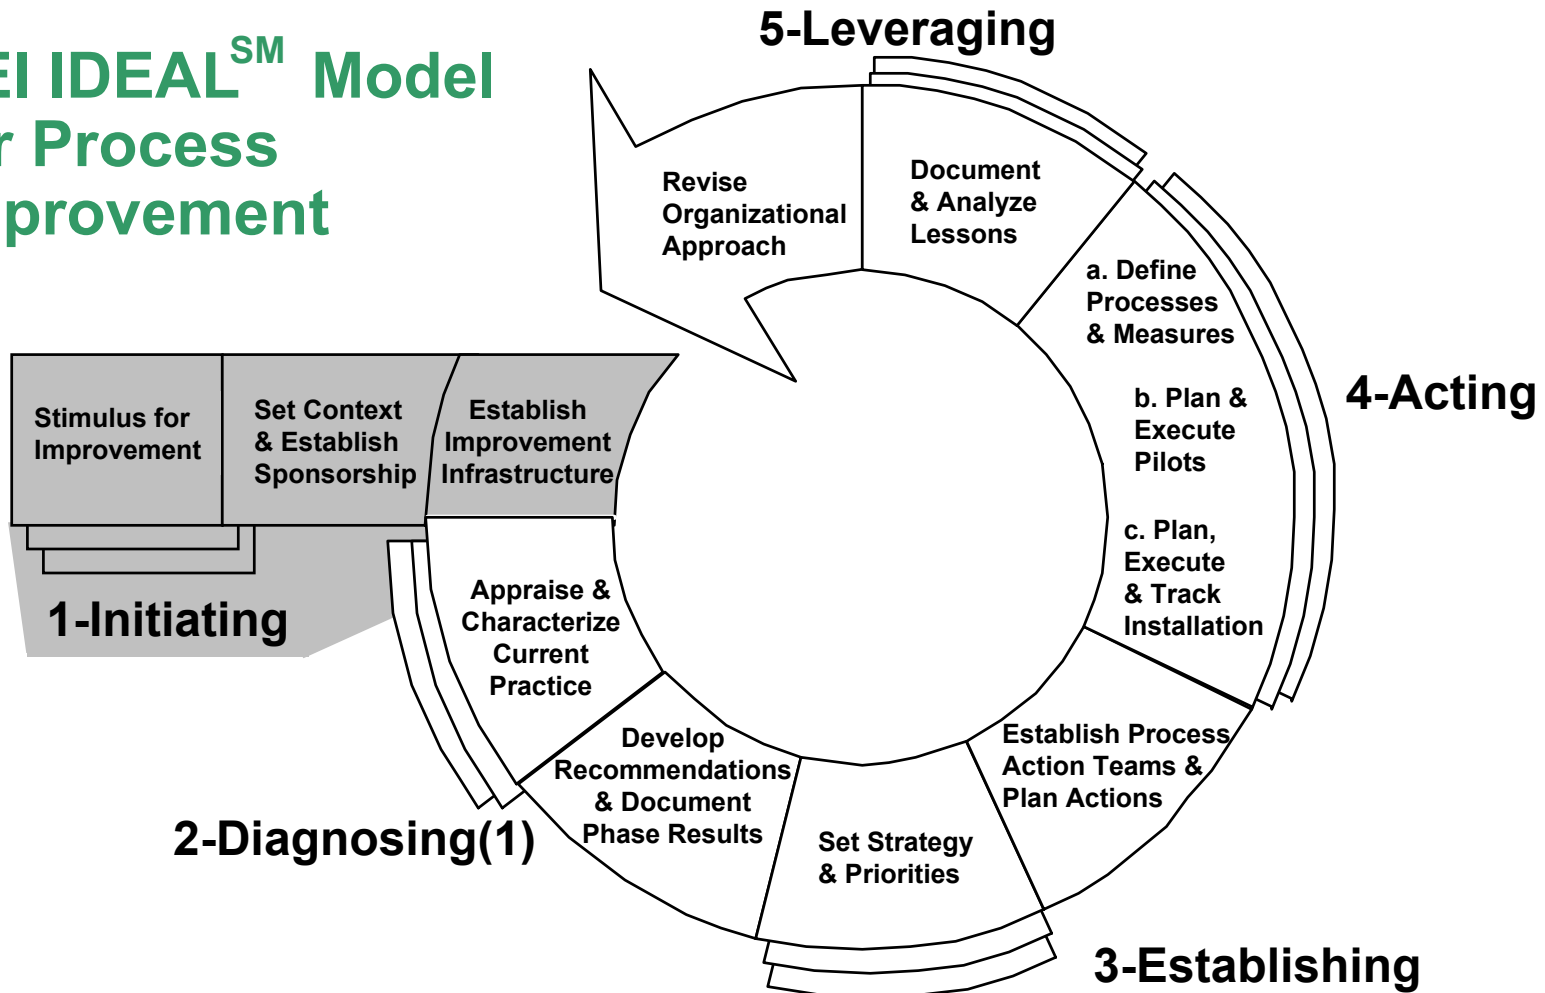 EI IDEAL SM Model
r Process
provement
5-Leveraging
Revise
Organizational
Approach
Document
& Analyze
Lessons
a. Define
Processes
& Measures
b. Plan &
Execute
Pilots
c. Plan,
Execute
& Track
Installation
4-Acting
Stimulus for
Improvement
Set Context
& Establish
Sponsorship
Establish
Improvement
Infrastructure
1-Initiating
Appraise &
Characterize
Current
Practice
2-Diagnosing(1)
Develop
Recommendations
& Document
Phase Results
Set Strategy
& Priorities
Establish Process
Action Teams &
Plan Actions
3-Establishing